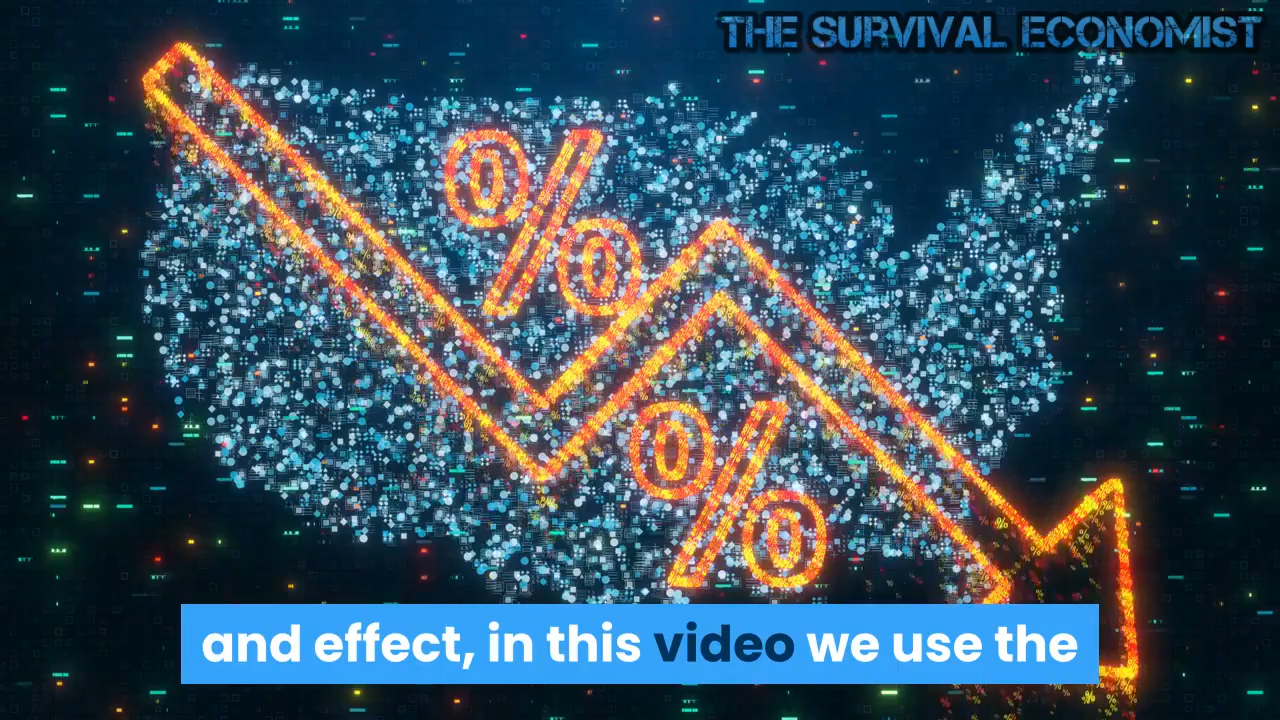 THE SURVIVAL ECONOMIST
%
%
and effect, in this video we use the